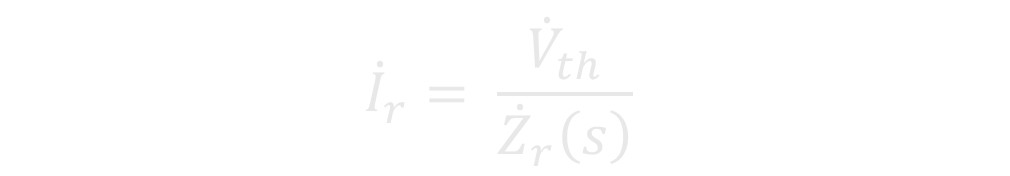 İ_r = V̇_th / Ż_r(s)